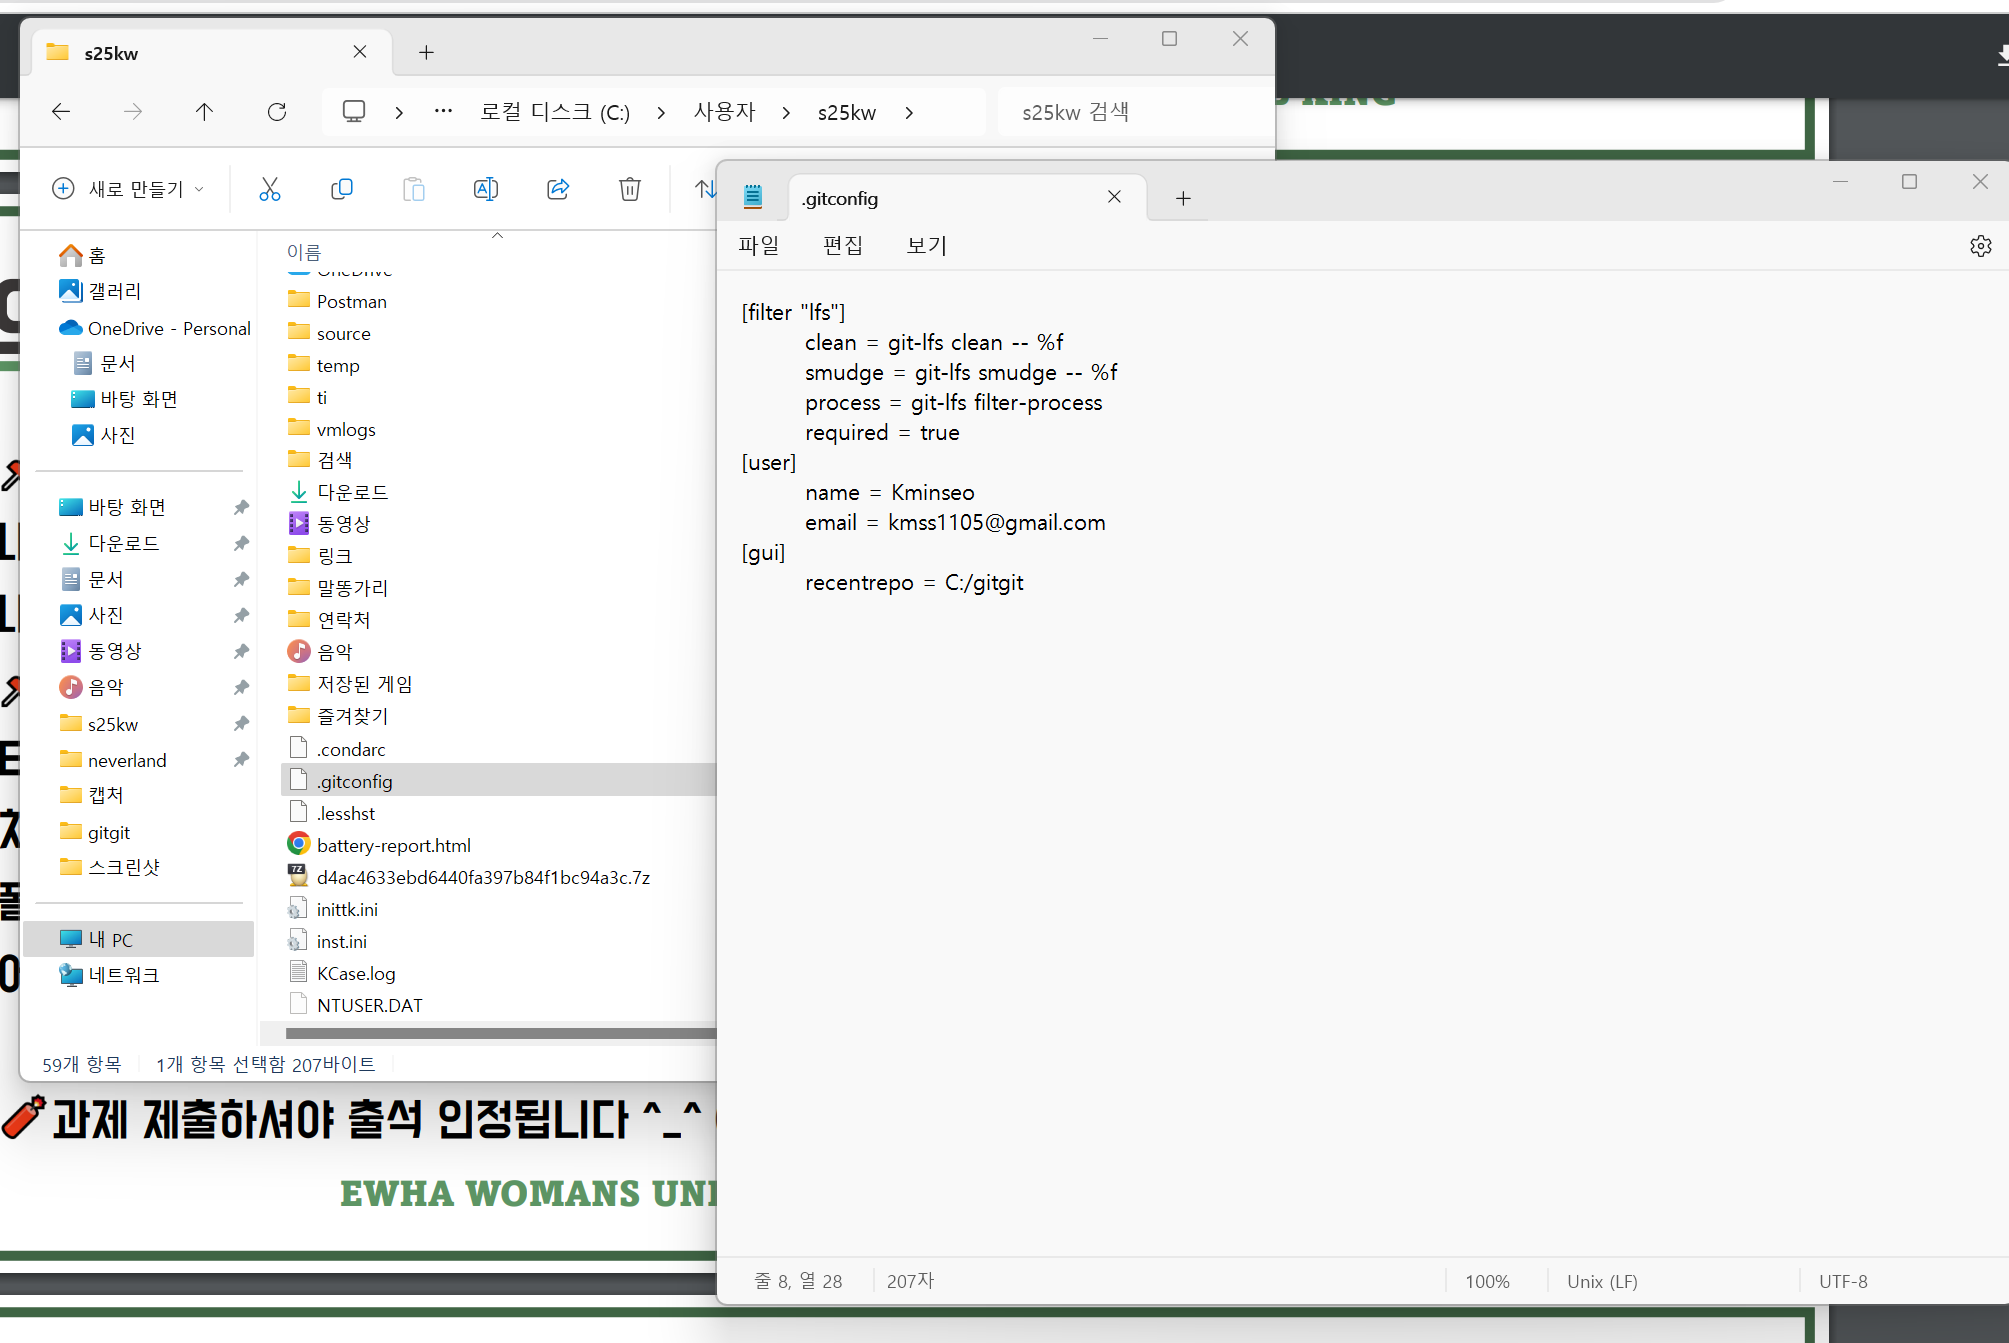 s25kw
로컬 디스크 (C:)
사용자
s25kw
s25kw 검색
새로 만들기
홈
갤러리
OneDrive - Personal
문서
바탕 화면
사진
바탕 화면
다운로드
문서
사진
동영상
음악
s25kw
neverland
캡처
gitgit
스크린샷
내 PC
네트워크
이름
OneDrive
Postman
source
temp
ti
vmlogs
검색
다운로드
동영상
링크
말똥가리
연락처
음악
저장된 게임
즐겨찾기
.condarc
.gitconfig
.lesshst
battery-report.html
d4ac4633ebd6440fa397b84f1bc94a3c.7z
inittk.ini
inst.ini
KCase.log
NTUSER.DAT
59개 항목
1개 항목 선택함 207바이트
.gitconfig
파일 편집 보기
[filter "lfs"]
clean = git-lfs clean -- %f
smudge = git-lfs smudge -- %f
process = git-lfs filter-process
required = true
[user]
name = Kminseo
email = kmss1105@gmail.com
[gui]
recentrepo = C:/gitgit
줄 8, 열 28
207자
100%
Unix (LF)
UTF-8
과제 제출하셔야 출석 인정됩니다 ^_^
EWHA WOMANS UNI